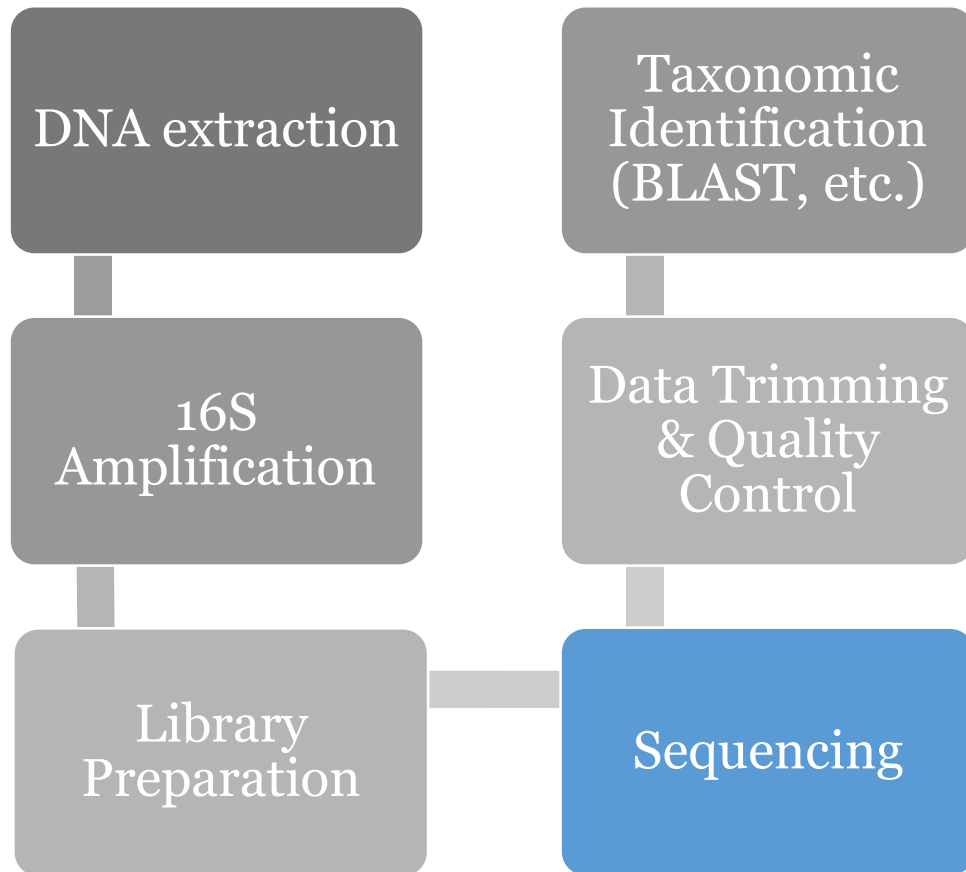 DNA extraction
16S
Amplification
Library
Preparation
Sequencing
Data Trimming
& Quality
Control
Taxonomic
Identification
(BLAST, etc.)